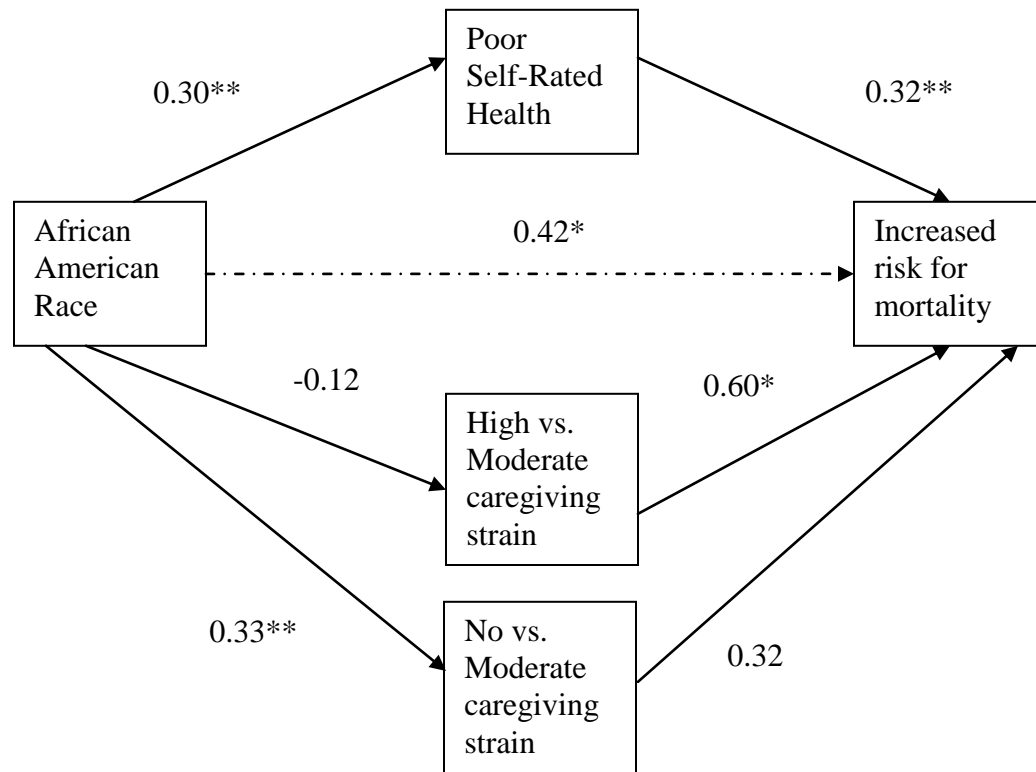 Poor
Self-Rated
Health
0.30**
0.32**
African
American
Race
0.42*
Increased
risk for
mortality
-0.12
0.60*
High vs.
Moderate
caregiving
strain
0.33**
No vs.
Moderate
caregiving
strain
0.32